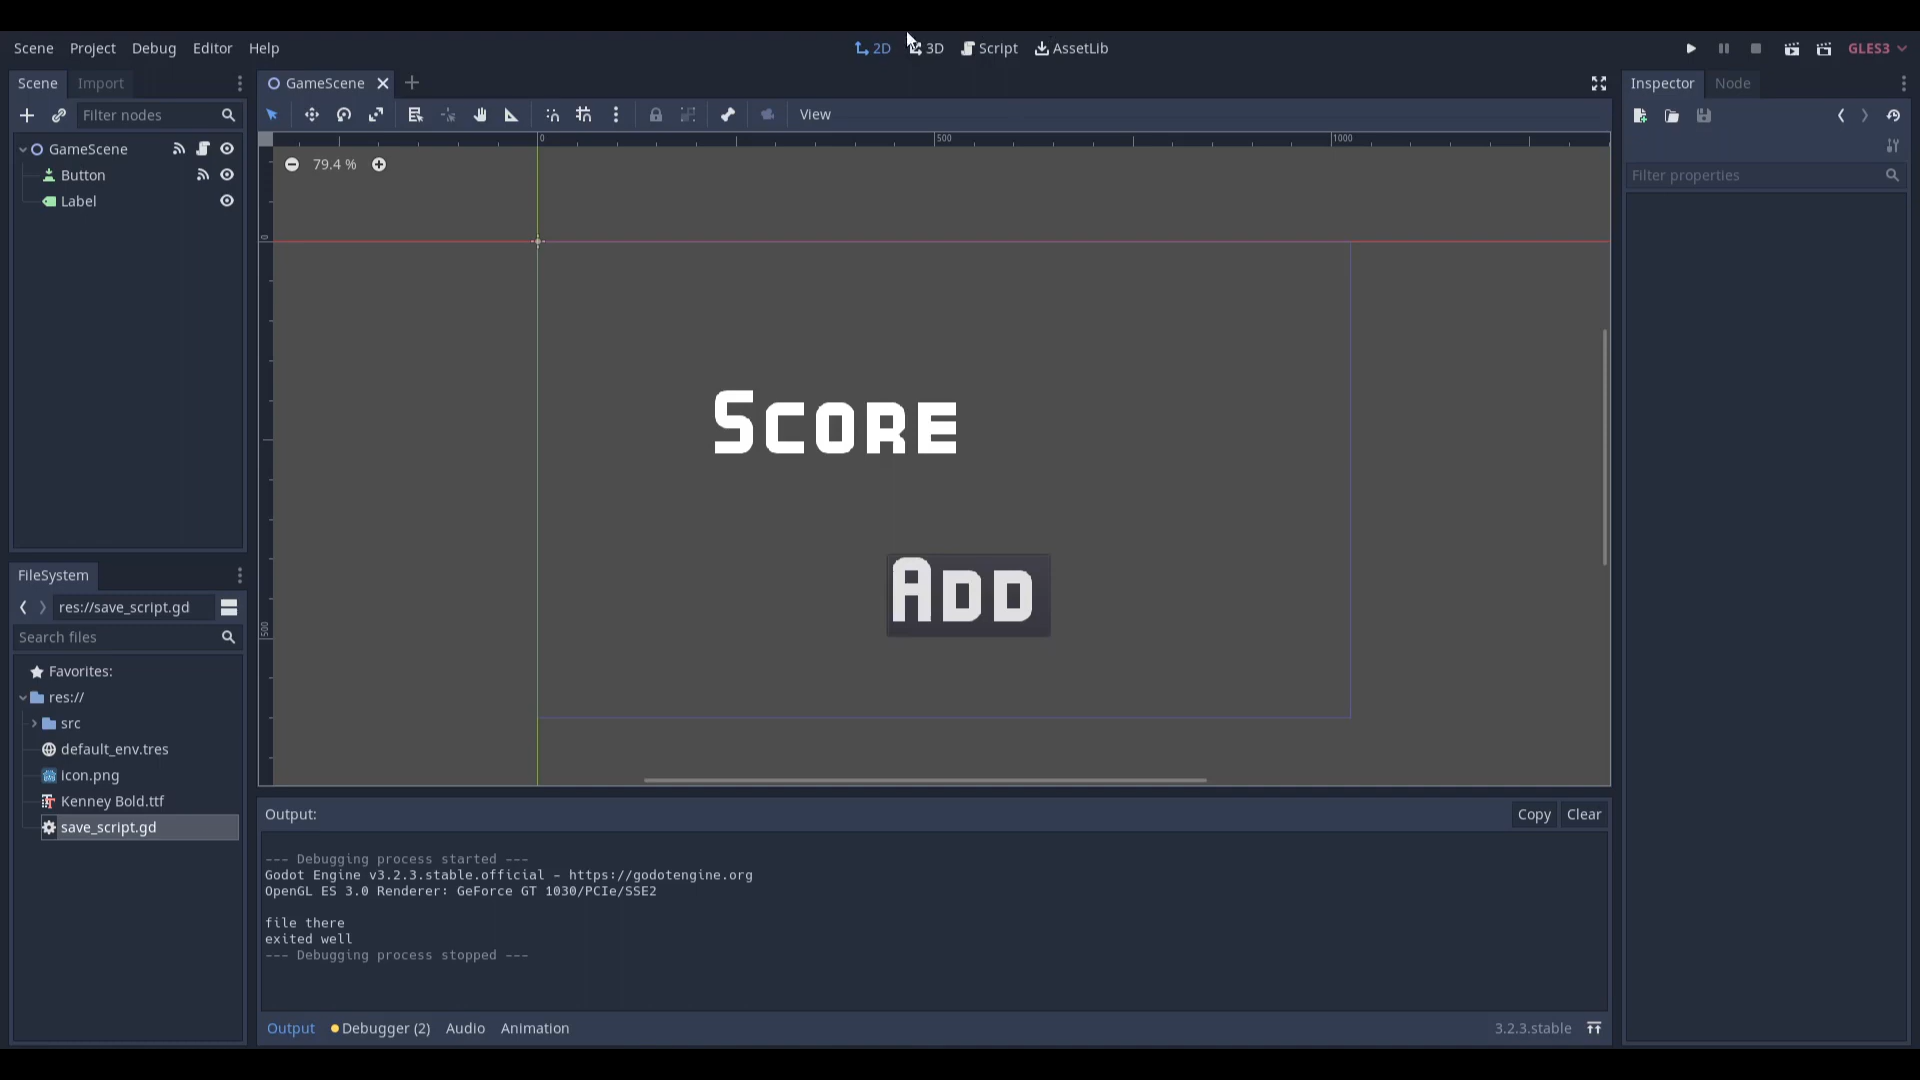 Scene Project Debug Editor Help 2D 3D Script AssetLib GLES3
Scene Import GameScene Inspector Node
Filter nodes View
GameScene
Button
Label
0 500 1000
79.4 %
0
500
Filter properties
Score
Add
FileSystem
res://save_script.gd
Search files
Favorites:
res://
src
default_env.tres
icon.png
Kenney Bold.ttf
save_script.gd
Output: Copy Clear
--- Debugging process started ---
Godot Engine v3.2.3.stable.official - https://godotengine.org
OpenGL ES 3.0 Renderer: GeForce GT 1030/PCIe/SSE2
file there
exited well
--- Debugging process stopped ---
Output Debugger (2) Audio Animation 3.2.3.stable